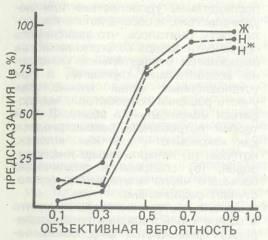 ПРЕДСКАЗАНИЯ (в %)
100
75
50
25
Ж
Н
Нж
0,1 0,3 0,5 0,7 0,9 1,0
ОБЪЕКТИВНАЯ ВЕРОЯТНОСТЬ